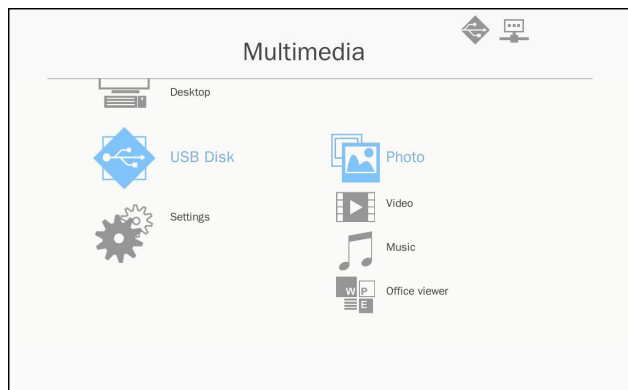 Multimedia
Desktop
USB Disk
Photo
Settings
Video
Music
W P
E
Office viewer